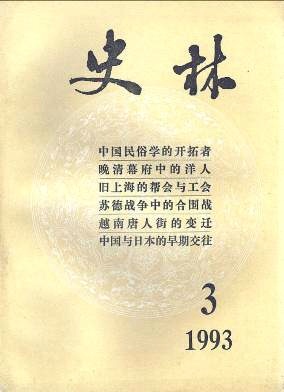 史林
中国民俗学的开拓者
晚清幕府中的洋人
旧上海的帮会与工会
苏德战争中的合围战
越南唐人街的变迁
中国与日本的早期交往
3
1993